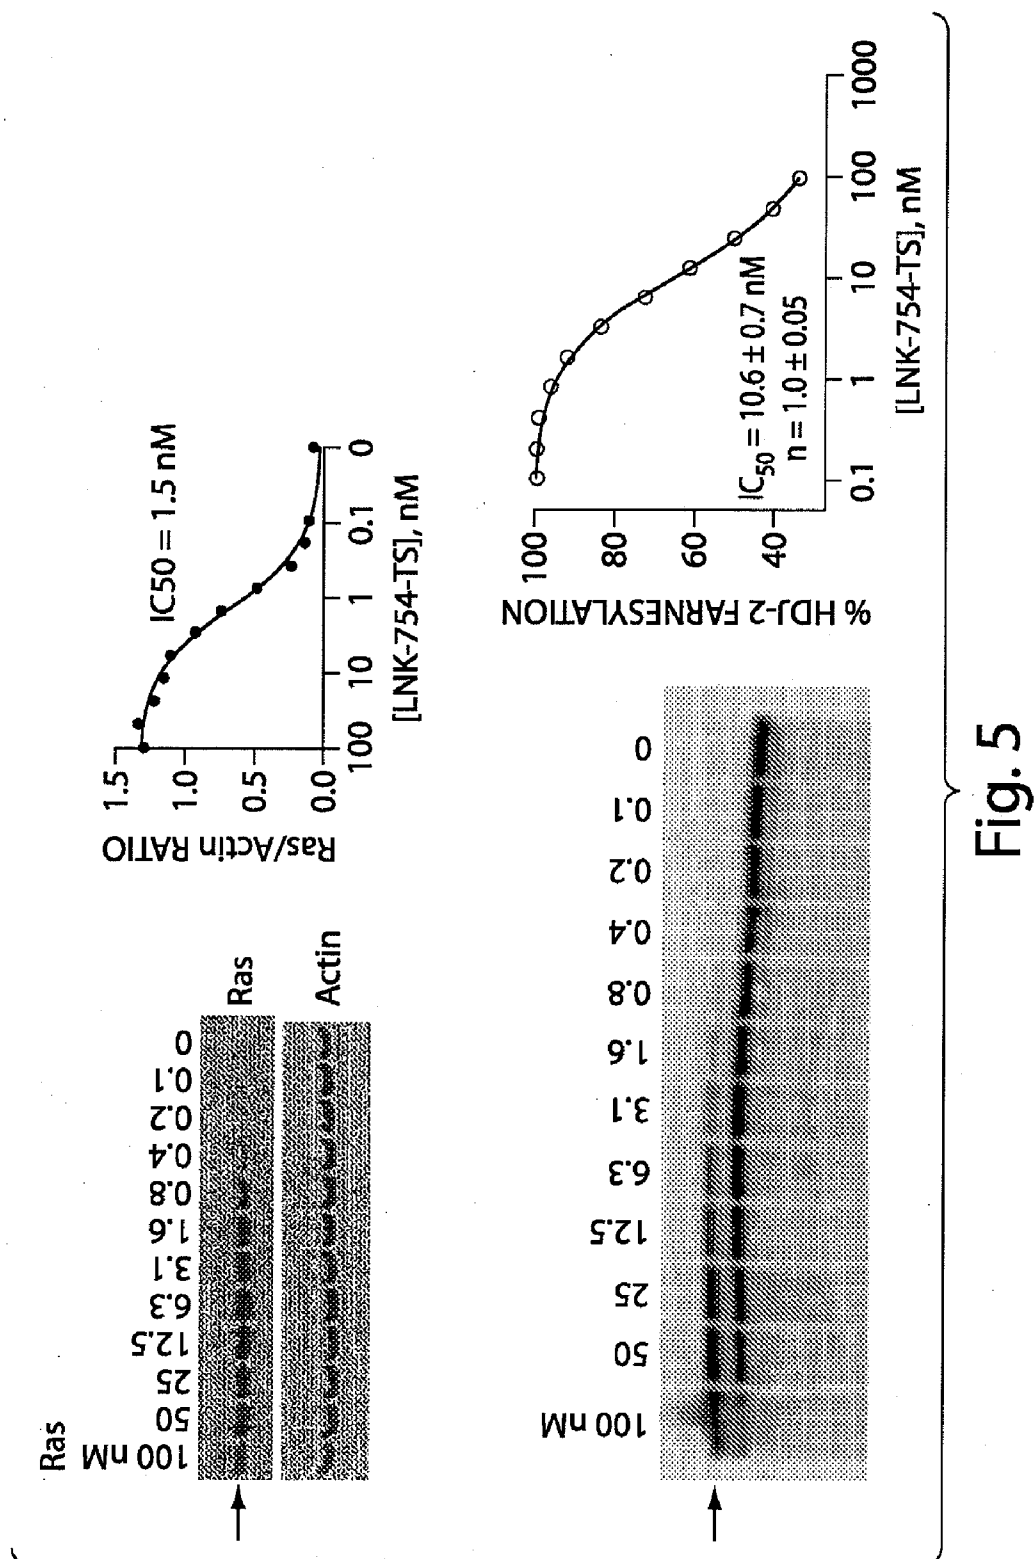 Ras
100 nM 50 25 12.5 6.3 3.1 1.6 0.8 0.4 0.2 0.1 0
Ras
Actin
Ras/Actin RATIO
1.5
1.0
0.5
0.0
IC50 = 1.5 nM
100 10 1 0.1 0
[LNK-754-TS], nM
100 nM 50 25 12.5 6.3 3.1 1.6 0.8 0.4 0.2 0.1 0
% HDJ-2 FARNESYLATION
100
80
60
40
IC50 = 10.6 ± 0.7 nM
n = 1.0 ± 0.05
0.1 1 10 100 1000
[LNK-754-TS], nM
Fig. 5